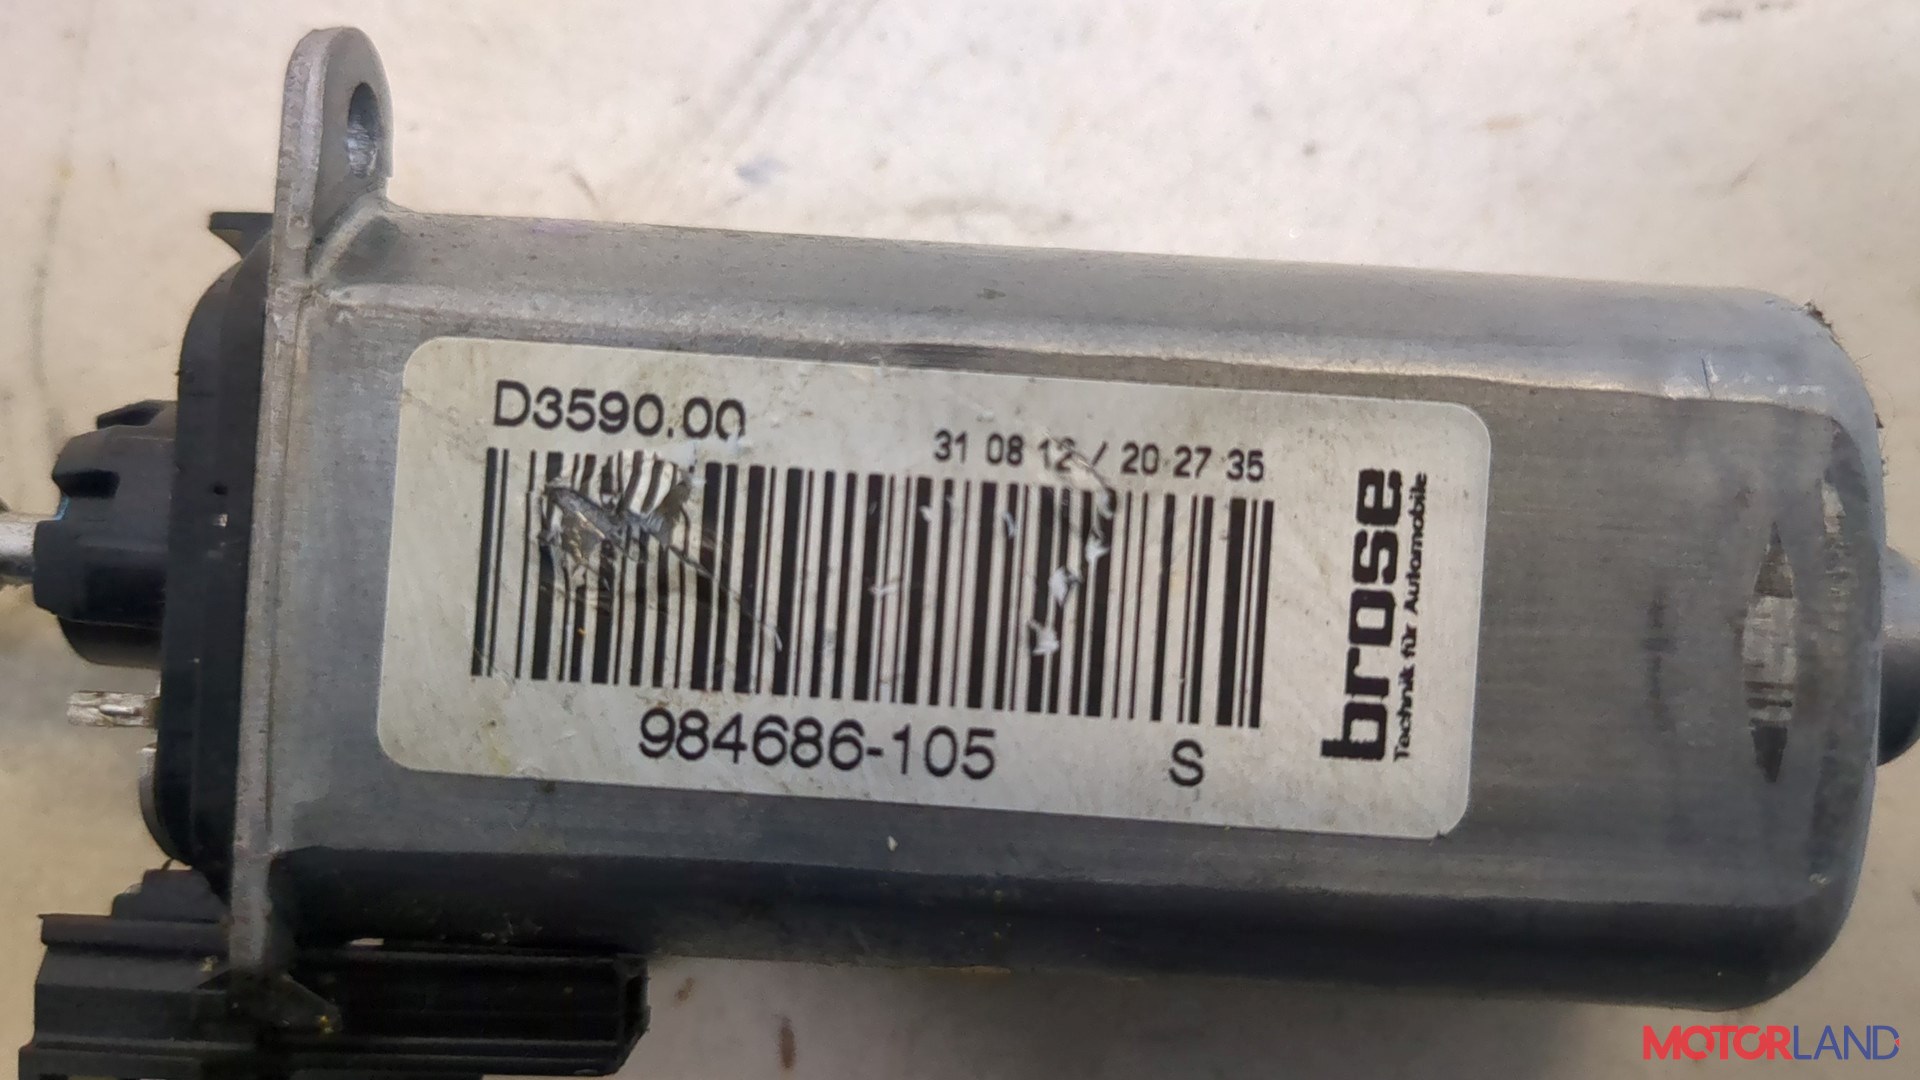 D3590.00
31 08 12 / 20 27 35
984686-105 S
brose
Technik für Automobile
MOTORLAND